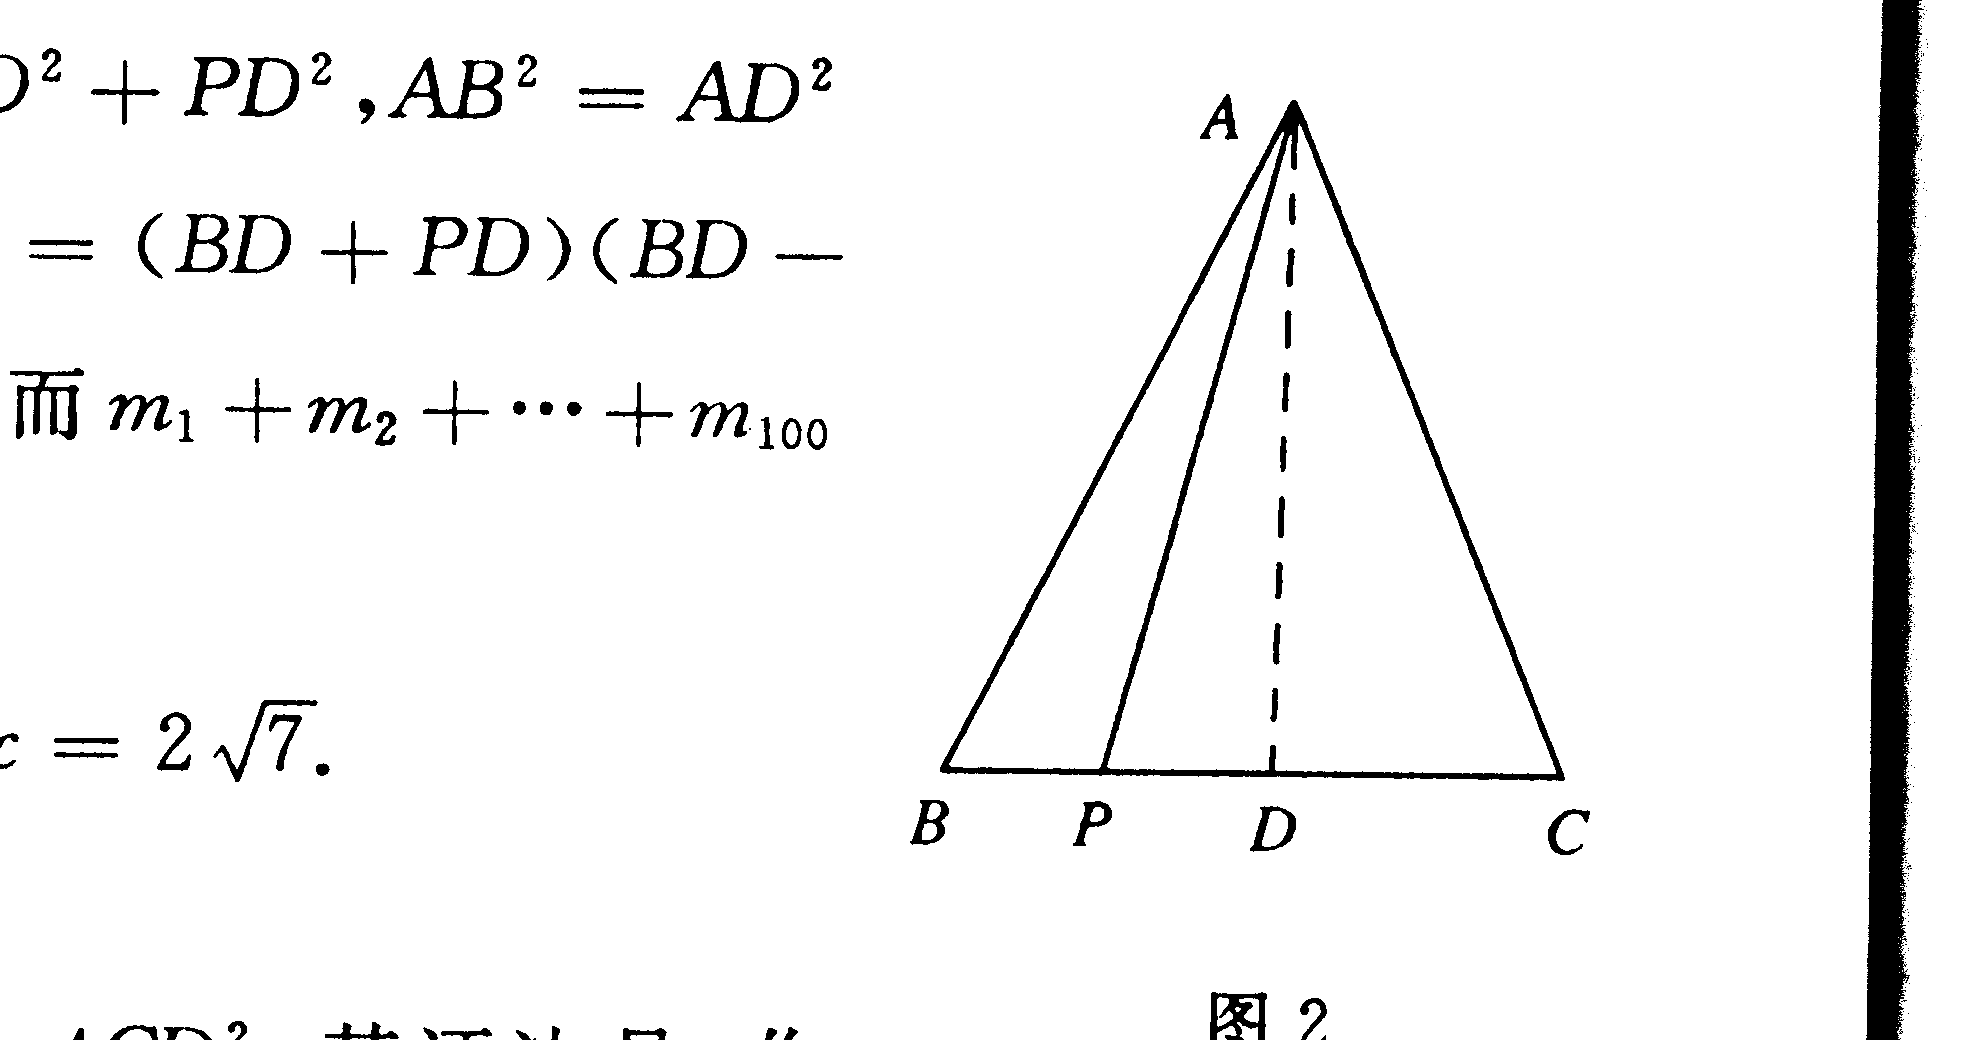 D² + PD², AB² = AD²
= (BD + PD)(BD −
而 m₁ + m₂ + ⋯ + m₁₀₀
c = 2√7.
A
B P D C
图 2